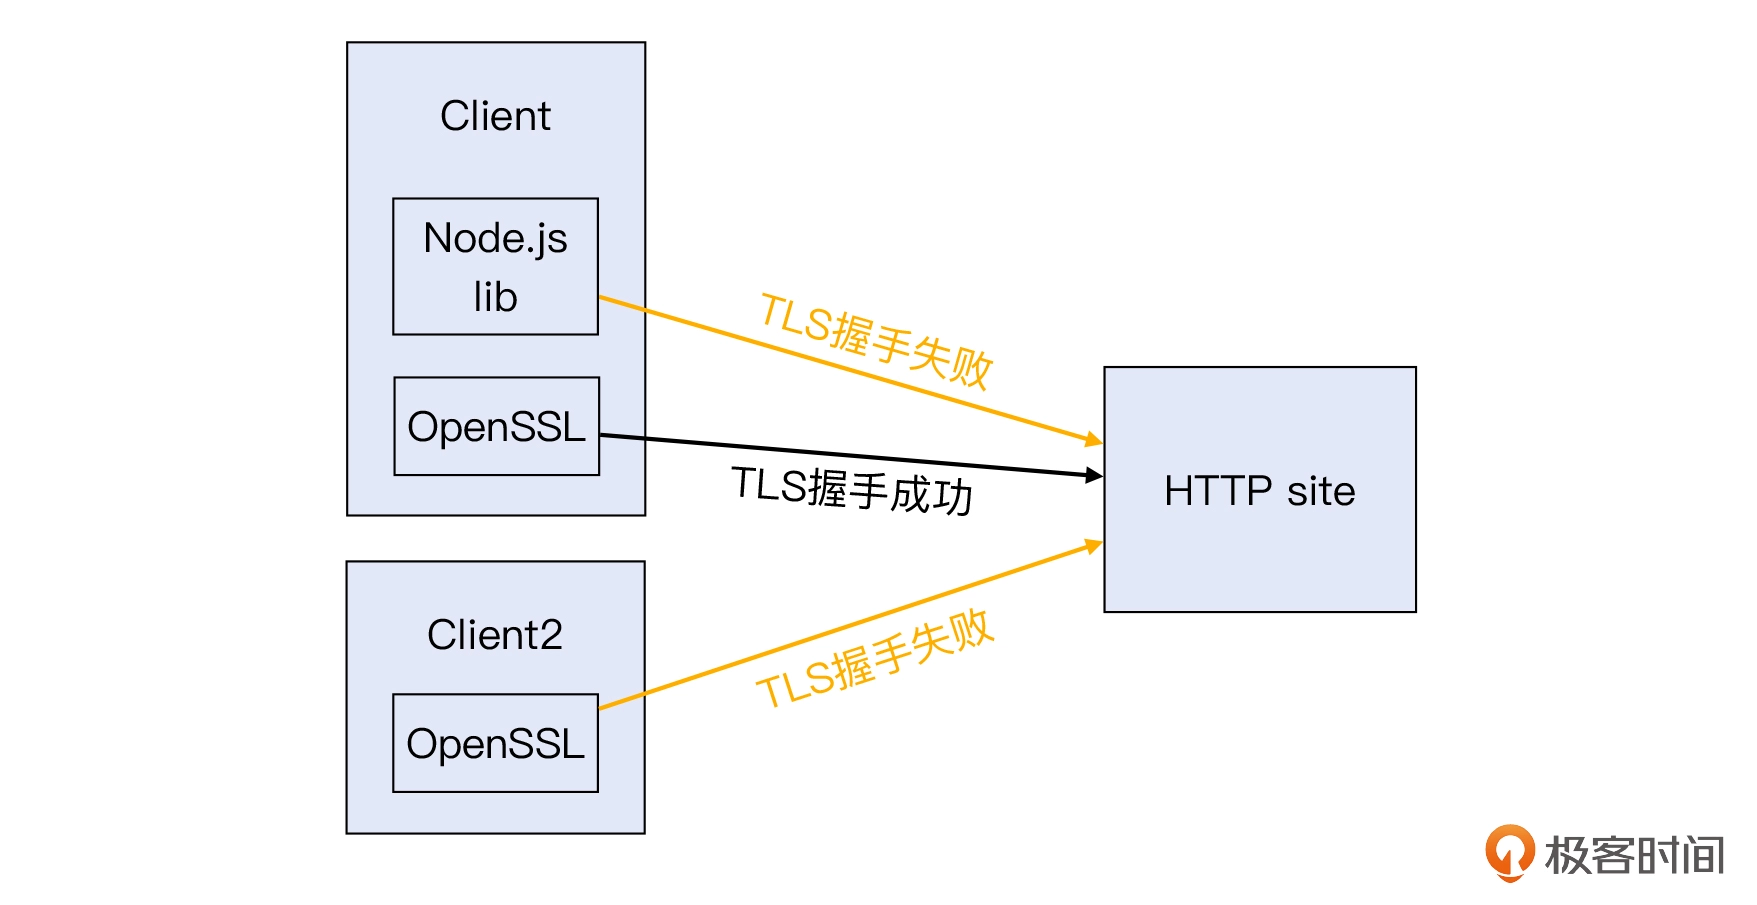 Client
Node.js
lib
OpenSSL
TLS握手失败
TLS握手成功
HTTP site
Client2
OpenSSL
TLS握手失败
极客时间